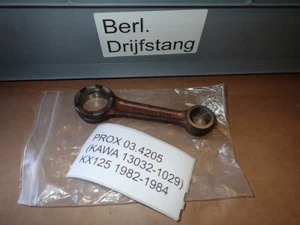 Berl.
Drijfstang
PROX 03.4205
(KAWA 13032-1029)
KX125 1982-1984